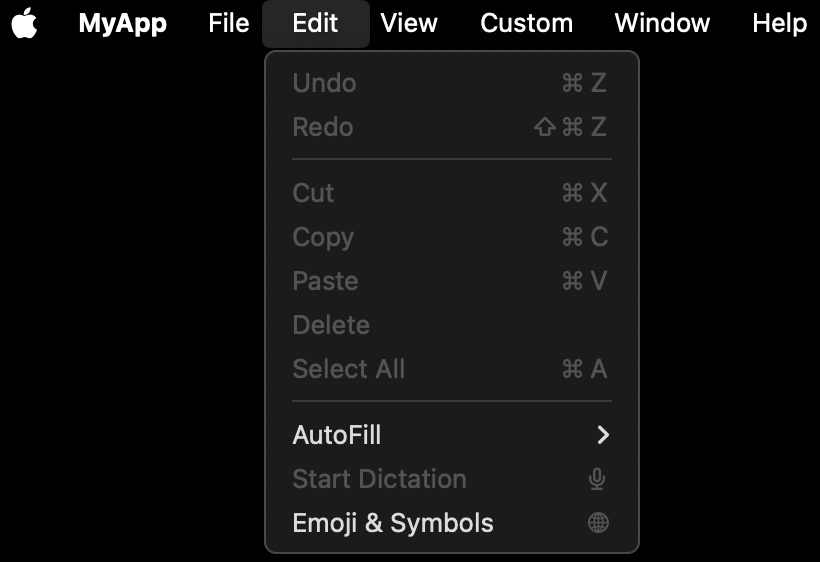 MyApp File Edit View Custom Window Help
Undo ⌘ Z
Redo ⇧ ⌘ Z
Cut ⌘ X
Copy ⌘ C
Paste ⌘ V
Delete
Select All ⌘ A
AutoFill
Start Dictation
Emoji & Symbols